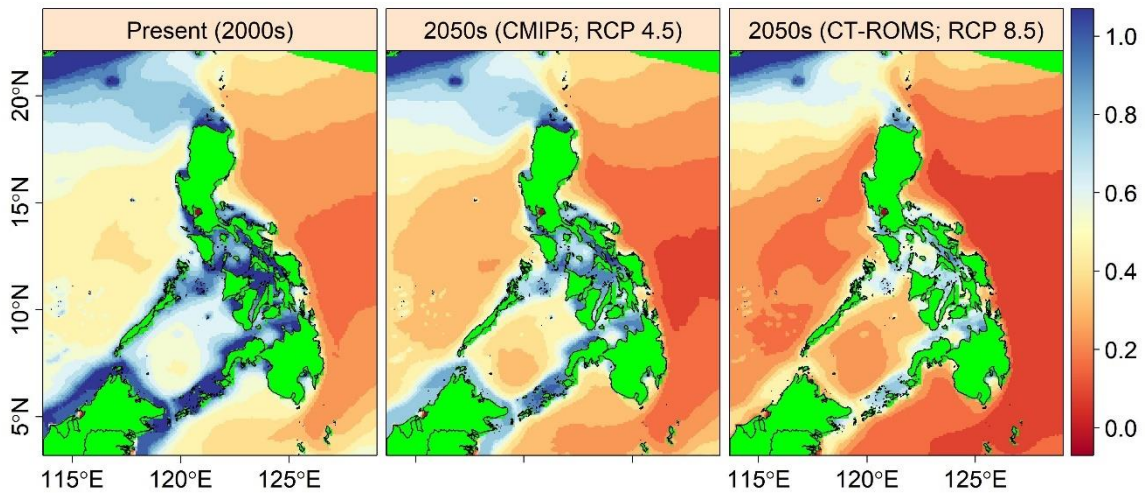 Present (2000s)
2050s (CMIP5; RCP 4.5)
2050s (CT-ROMS; RCP 8.5)
20°N
15°N
10°N
5°N
115°E
120°E
125°E
115°E
120°E
125°E
1.0
0.8
0.6
0.4
0.2
0.0